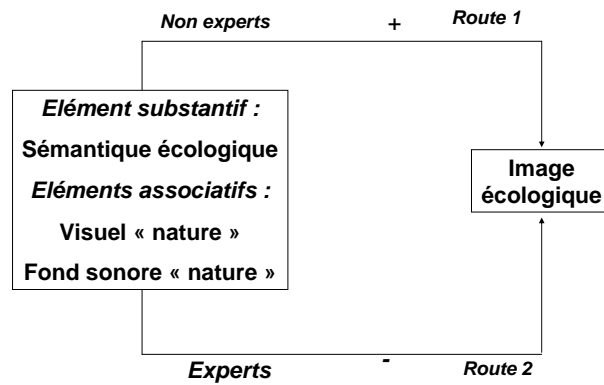 Non experts + Route 1
Elément substantif :
Sémantique écologique
Eléments associatifs :
Visuel « nature »
Fond sonore « nature »
Image
écologique
Experts - Route 2